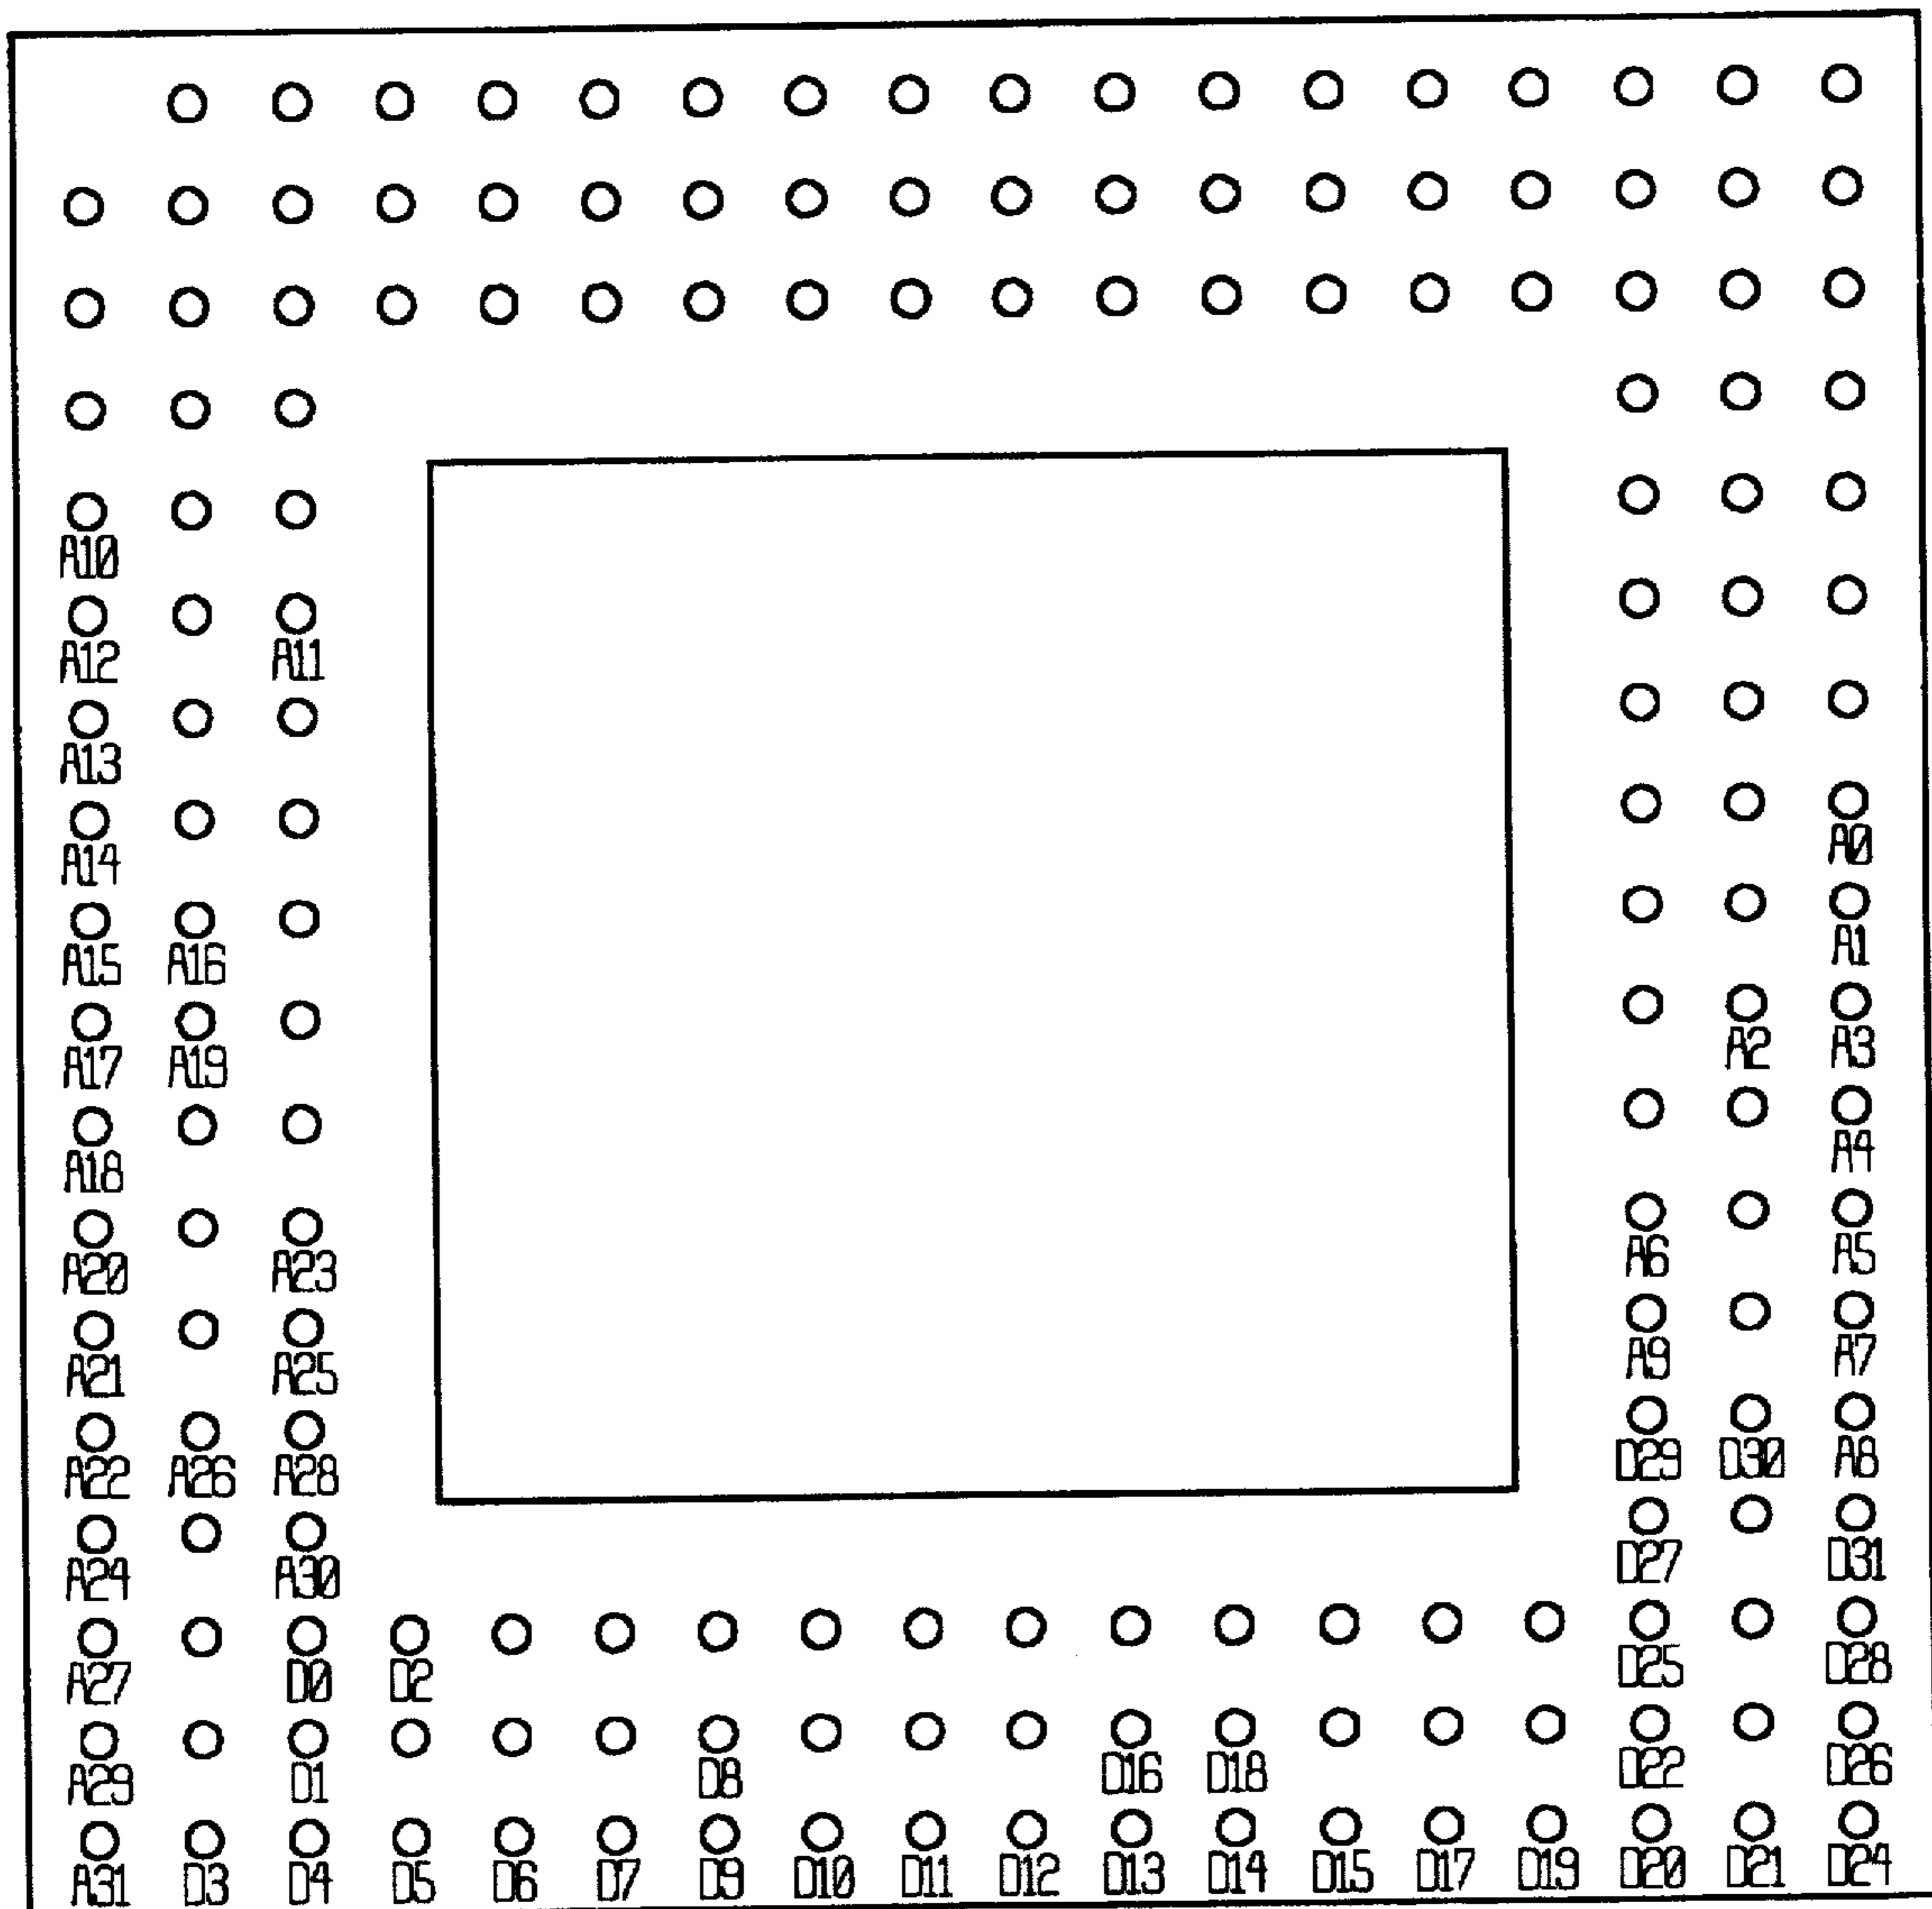 A10
A12 A11
A13
A14 A0
A15 A16 A1
A17 A19 A2 A3
A18 A4
A20 A23 A6 A5
A21 A25 A9 A7
A22 A26 A28 D29 D30 A8
A24 A30 D27 D31
A27 D0 D2 D25 D28
A29 D1 D8 D16 D18 D22 D26
A31 D3 D4 D5 D6 D7 D9 D10 D11 D12 D13 D14 D15 D17 D19 D20 D21 D24